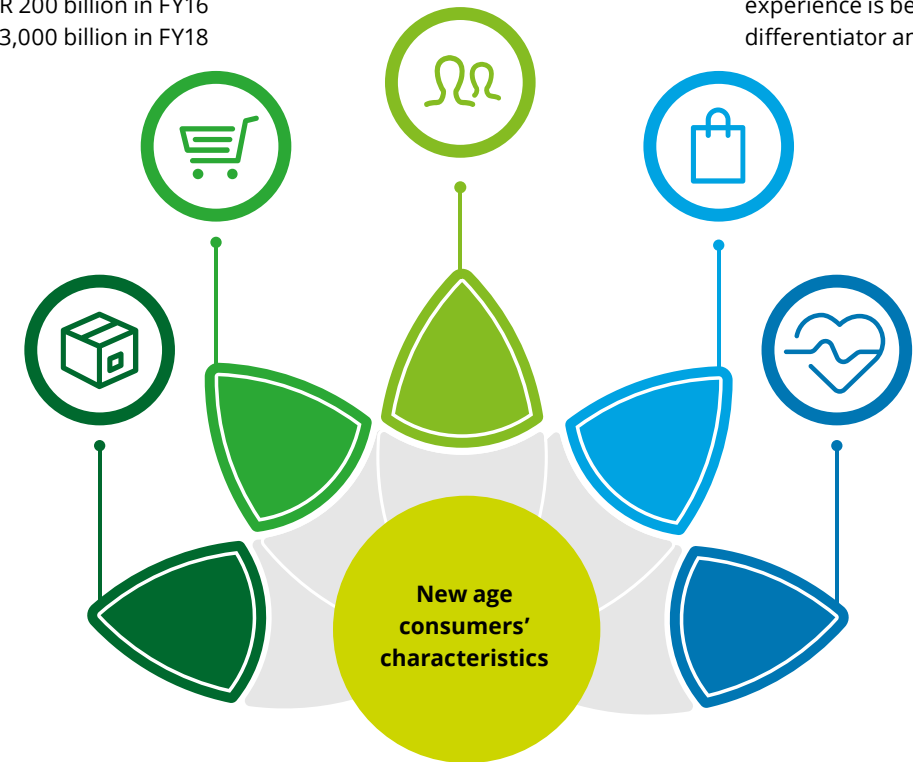 R 200 billion in FY16
3,000 billion in FY18
experience is be
differentiator ar
New age
consumers’
characteristics